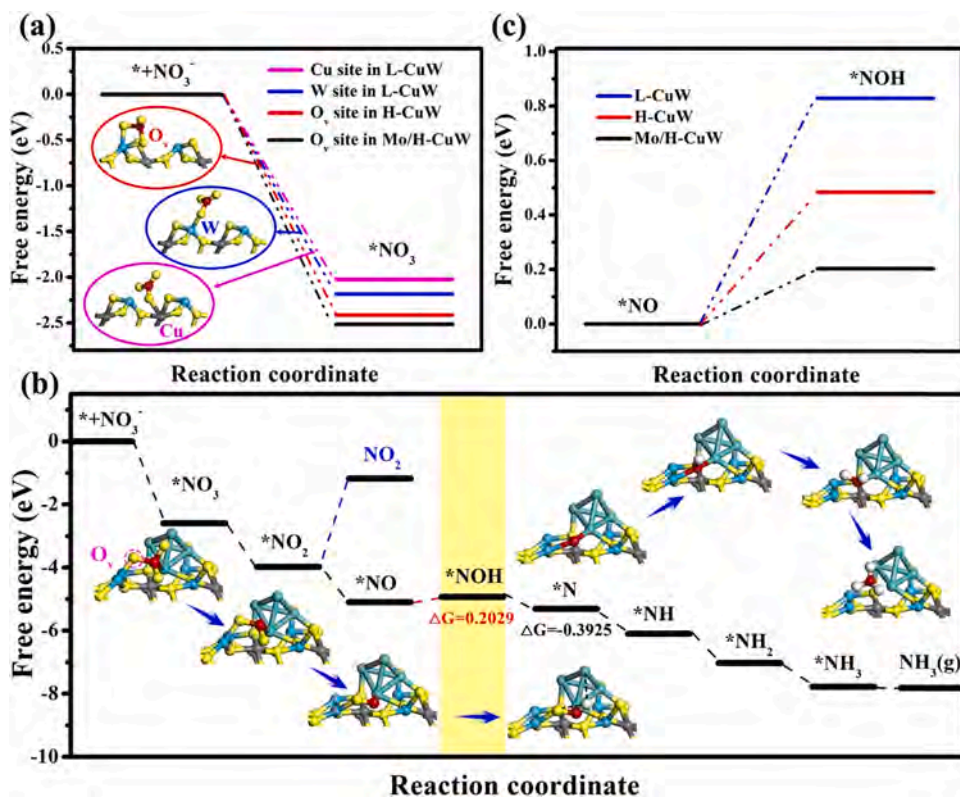 (a)
0.5
0.0
-0.5
-1.0
-1.5
-2.0
-2.5
Free energy (eV)
*+NO₃⁻
Cu site in L-CuW
W site in L-CuW
Oᵥ site in H-CuW
Oᵥ site in Mo/H-CuW
Oᵥ
W
Cu
*NO₃
Reaction coordinate
(c)
1.0
0.8
0.6
0.4
0.2
0.0
Free energy (eV)
L-CuW
H-CuW
Mo/H-CuW
*NOH
*NO
Reaction coordinate
(b)
0
-2
-4
-6
-8
-10
Free energy (eV)
*+NO₃⁻
*NO₃
Oᵥ
*NO₂
NO₂
*NO
*NOH
△G=0.2029
*N
△G=-0.3925
*NH
*NH₂
*NH₃
NH₃(g)
Reaction coordinate